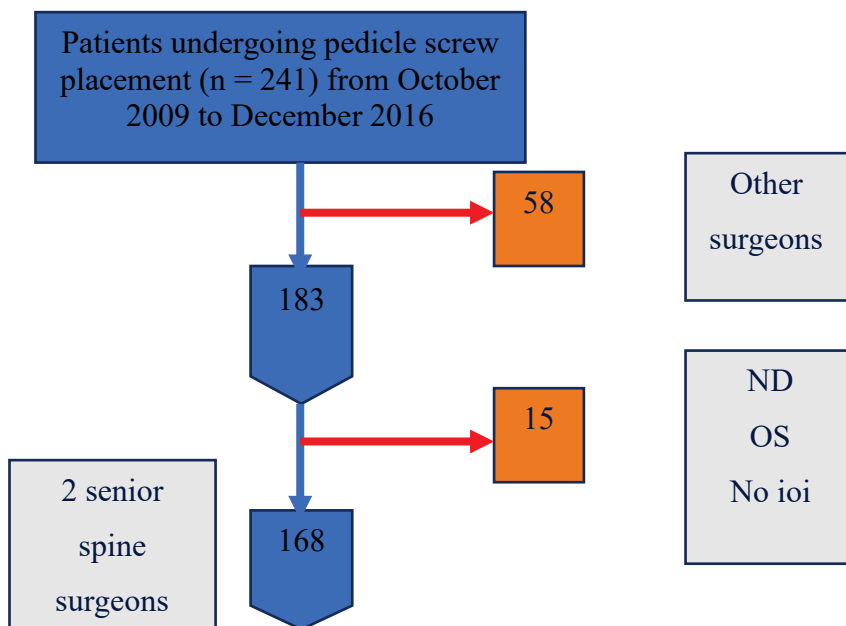 Patients undergoing pedicle screw
placement (n = 241) from October
2009 to December 2016
58
Other
surgeons
183
15
ND
OS
No ioi
2 senior
spine
surgeons
168